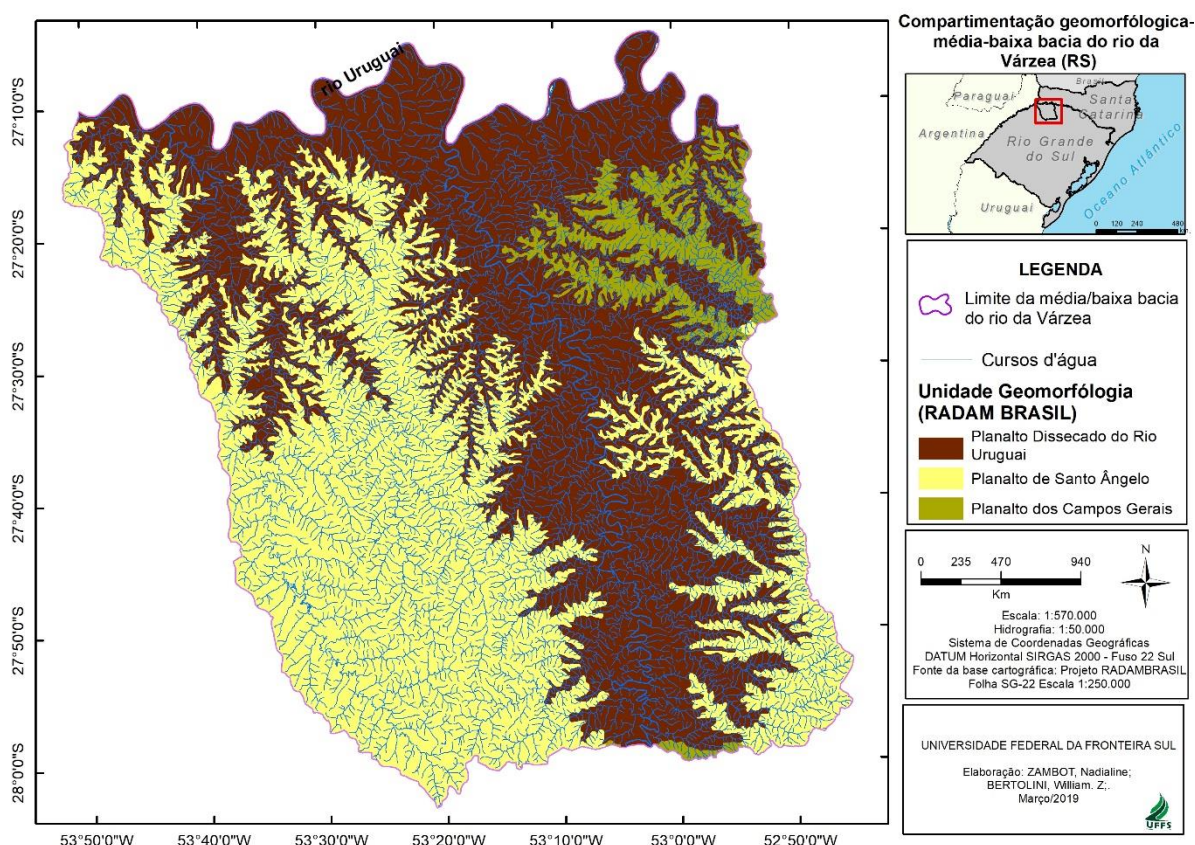 rio Uruguai
27°10'0"S
27°20'0"S
27°30'0"S
27°40'0"S
27°50'0"S
28°0'0"S
53°50'0"W
53°40'0"W
53°30'0"W
53°20'0"W
53°10'0"W
53°0'0"W
52°50'0"W
Compartimentação geomorfólogica-
média-baixa bacia do rio da
Várzea (RS)
Brasil
Paraguai
Santa
Catarina
Argentina
Rio Grande
do Sul
Uruguai
Oceano Atlântico
0 120 240 480
LEGENDA
Limite da média/baixa bacia
do rio da Várzea
Cursos d'água
Unidade Geomorfólogia
(RADAM BRASIL)
Planalto Dissecado do Rio
Uruguai
Planalto de Santo Ângelo
Planalto dos Campos Gerais
0 235 470 940
Km
N
Escala: 1:570.000
Hidrografia: 1:50.000
Sistema de Coordenadas Geográficas
DATUM Horizontal SIRGAS 2000 - Fuso 22 Sul
Fonte da base cartográfica: Projeto RADAMBRASIL
Folha SG-22 Escala 1:250.000
UNIVERSIDADE FEDERAL DA FRONTEIRA SUL
Elaboração: ZAMBOT, Nadialine;
BERTOLINI, William. Z;.
Março/2019
UFFS